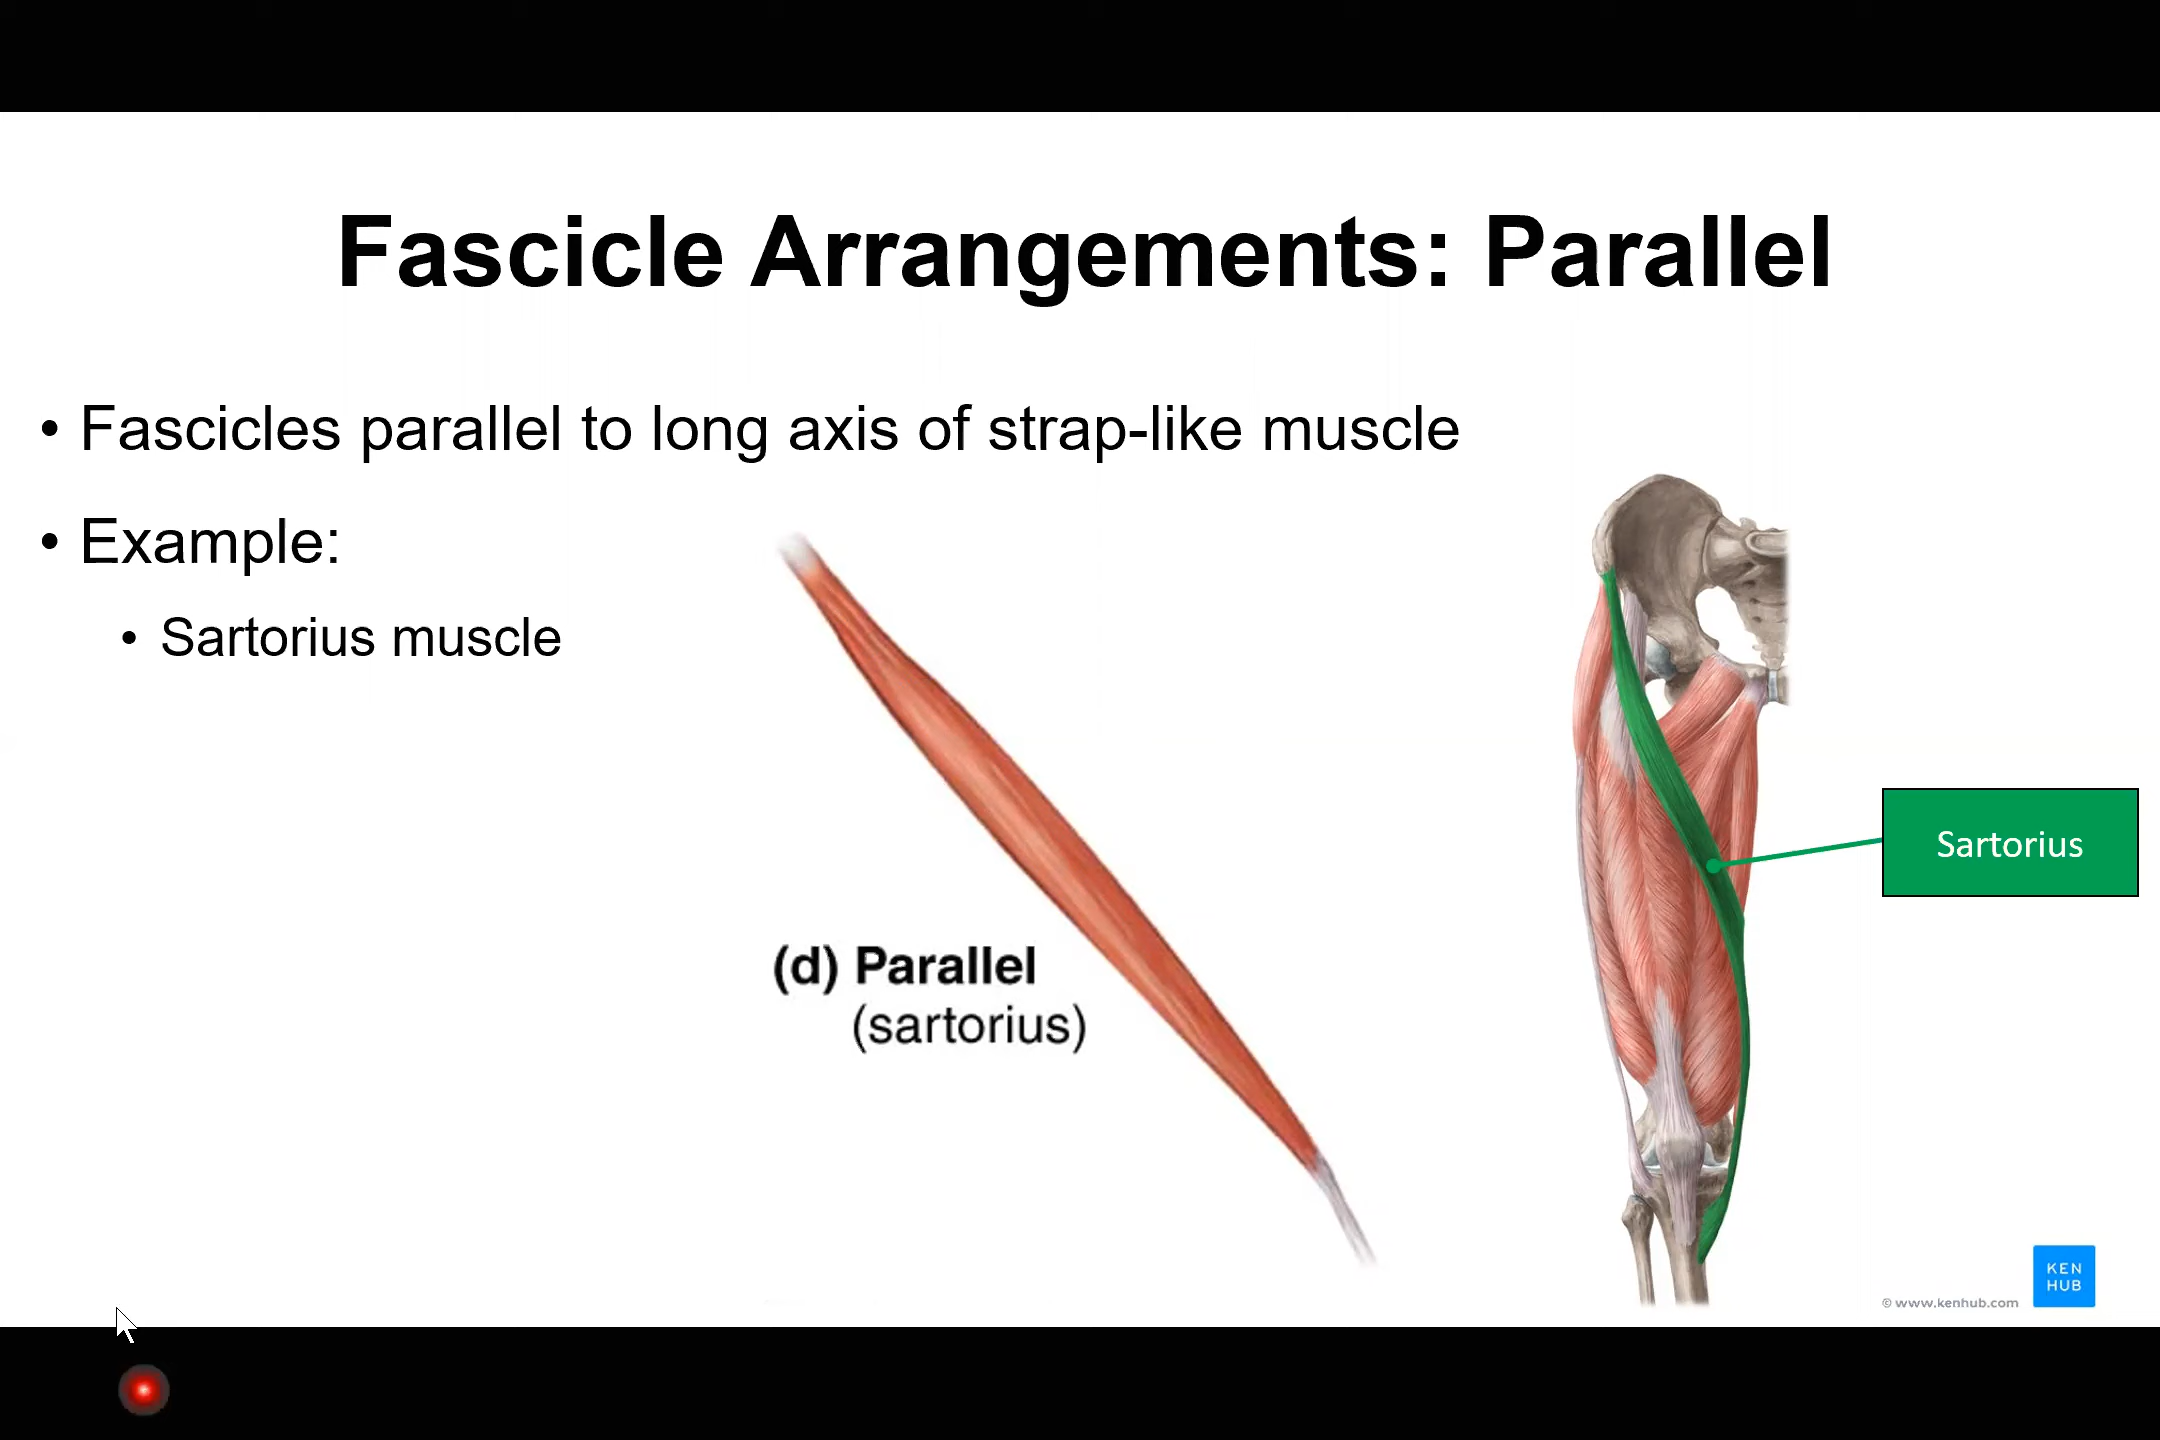 Fascicle Arrangements: Parallel
• Fascicles parallel to long axis of strap-like muscle
• Example:
• Sartorius muscle
(d) Parallel
(sartorius)
Sartorius
© www.kenhub.com
KEN
HUB